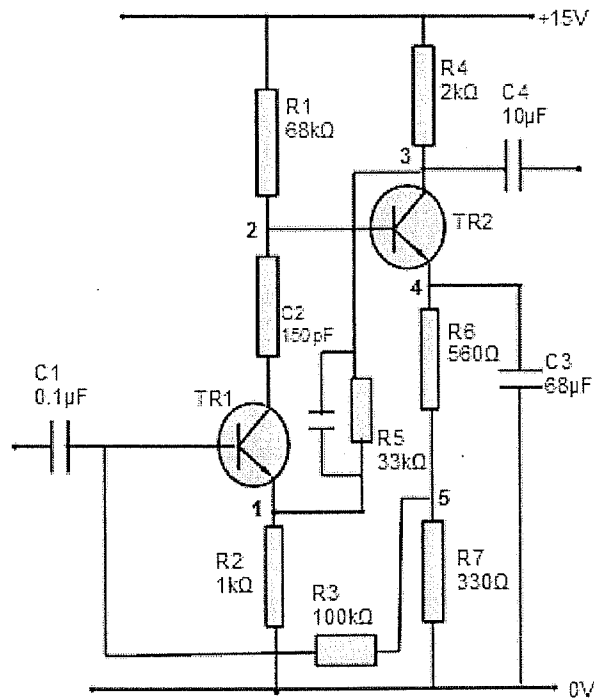 +15V
R4
2kΩ
C4
10µF
R1
68kΩ
3
2
TR2
4
C2
150pF
R6
560Ω
C3
68µF
C1
0.1µF
TR1
R5
33kΩ
1
5
R2
1kΩ
R3
100kΩ
R7
330Ω
0V